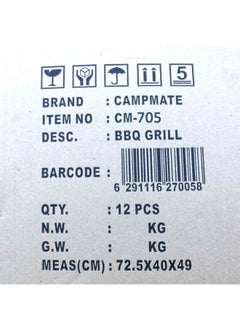 5
BRAND : CAMPMATE
ITEM NO : CM-705
DESC. : BBQ GRILL
BARCODE :
6 291116 270058
QTY. : 12 PCS
N.W. : KG
G.W. : KG
MEAS(CM) : 72.5X40X49